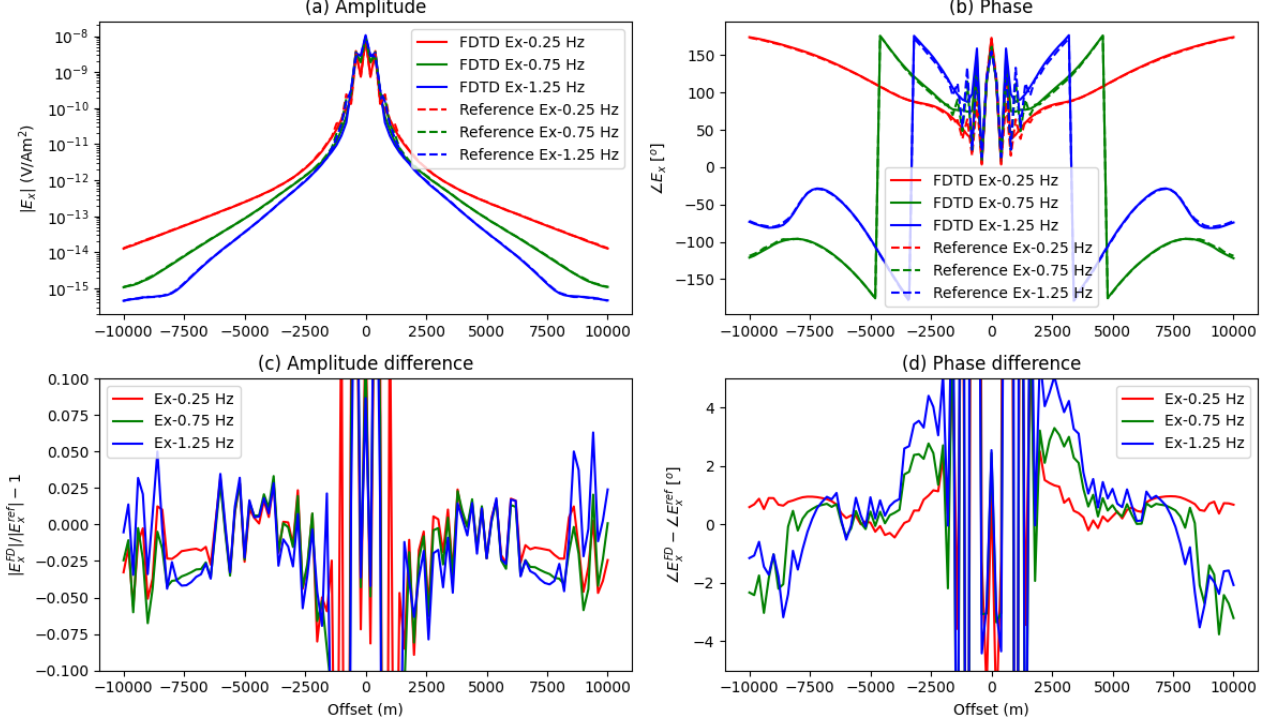 (a) Amplitude
|E_x| (V/Am²)
10⁻⁸
10⁻⁹
10⁻¹⁰
10⁻¹¹
10⁻¹²
10⁻¹³
10⁻¹⁴
10⁻¹⁵
FDTD Ex-0.25 Hz
FDTD Ex-0.75 Hz
FDTD Ex-1.25 Hz
Reference Ex-0.25 Hz
Reference Ex-0.75 Hz
Reference Ex-1.25 Hz
−10000 −7500 −5000 −2500 0 2500 5000 7500 10000
(b) Phase
∠E_x [°]
150
100
50
0
−50
−100
−150
FDTD Ex-0.25 Hz
FDTD Ex-0.75 Hz
FDTD Ex-1.25 Hz
Reference Ex-0.25 Hz
Reference Ex-0.75 Hz
Reference Ex-1.25 Hz
−10000 −7500 −5000 −2500 0 2500 5000 7500 10000
(c) Amplitude difference
|E_x^{FD}|/|E_x^{ref}| − 1
0.100
0.075
0.050
0.025
0.000
−0.025
−0.050
−0.075
−0.100
Ex-0.25 Hz
Ex-0.75 Hz
Ex-1.25 Hz
−10000 −7500 −5000 −2500 0 2500 5000 7500 10000
Offset (m)
(d) Phase difference
∠E_x^{FD} − ∠E_x^{ref} [°]
4
2
0
−2
−4
Ex-0.25 Hz
Ex-0.75 Hz
Ex-1.25 Hz
−10000 −7500 −5000 −2500 0 2500 5000 7500 10000
Offset (m)